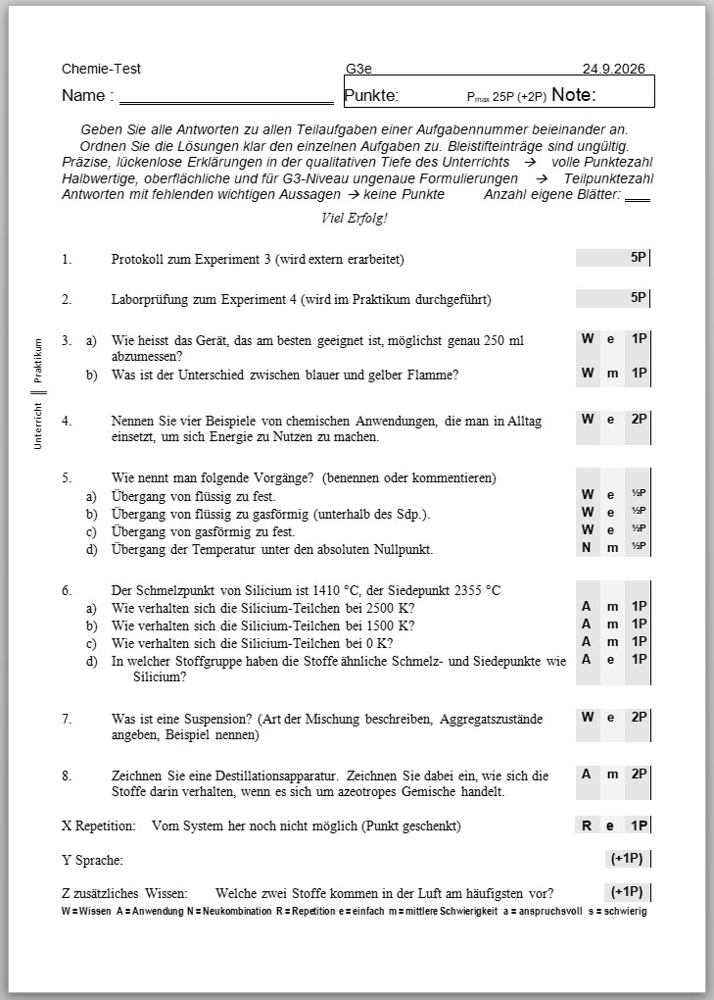 Chemie-Test G3e 24.9.2026
Name : Punkte: Pmax 25P (+2P) Note:
Geben Sie alle Antworten zu allen Teilaufgaben einer Aufgabennummer beieinander an.
Ordnen Sie die Lösungen klar den einzelnen Aufgaben zu. Bleistifteinträge sind ungültig.
Präzise, lückenlose Erklärungen in der qualitativen Tiefe des Unterrichts → volle Punktezahl
Halbwertige, oberflächliche und für G3-Niveau ungenaue Formulierungen → Teilpunktezahl
Antworten mit fehlenden wichtigen Aussagen → keine Punkte Anzahl eigene Blätter: ___
Viel Erfolg!
1. Protokoll zum Experiment 3 (wird extern erarbeitet) 5P
2. Laborprüfung zum Experiment 4 (wird im Praktikum durchgeführt) 5P
3. a) Wie heisst das Gerät, das am besten geeignet ist, möglichst genau 250 ml W e 1P
abzumessen?
b) Was ist der Unterschied zwischen blauer und gelber Flamme? W m 1P
Unterricht || Praktikum
4. Nennen Sie vier Beispiele von chemischen Anwendungen, die man in Alltag W e 2P
einsetzt, um sich Energie zu Nutzen zu machen.
5. Wie nennt man folgende Vorgänge? (benennen oder kommentieren)
a) Übergang von flüssig zu fest. W e ½P
b) Übergang von flüssig zu gasförmig (unterhalb des Sdp.). W e ½P
c) Übergang von gasförmig zu fest. W e ½P
d) Übergang der Temperatur unter den absoluten Nullpunkt. N m ½P
6. Der Schmelzpunkt von Silicium ist 1410 °C, der Siedepunkt 2355 °C
a) Wie verhalten sich die Silicium-Teilchen bei 2500 K? A m 1P
b) Wie verhalten sich die Silicium-Teilchen bei 1500 K? A m 1P
c) Wie verhalten sich die Silicium-Teilchen bei 0 K? A m 1P
d) In welcher Stoffgruppe haben die Stoffe ähnliche Schmelz- und Siedepunkte wie A e 1P
Silicium?
7. Was ist eine Suspension? (Art der Mischung beschreiben, Aggregatszustände W e 2P
angeben, Beispiel nennen)
8. Zeichnen Sie eine Destillationsapparatur. Zeichnen Sie dabei ein, wie sich die A m 2P
Stoffe darin verhalten, wenn es sich um azeotropes Gemische handelt.
X Repetition: Vom System her noch nicht möglich (Punkt geschenkt) R e 1P
Y Sprache: (+1P)
Z zusätzliches Wissen: Welche zwei Stoffe kommen in der Luft am häufigsten vor? (+1P)
W = Wissen A = Anwendung N = Neukombination R = Repetition e = einfach m = mittlere Schwierigkeit a = anspruchsvoll s = schwierig